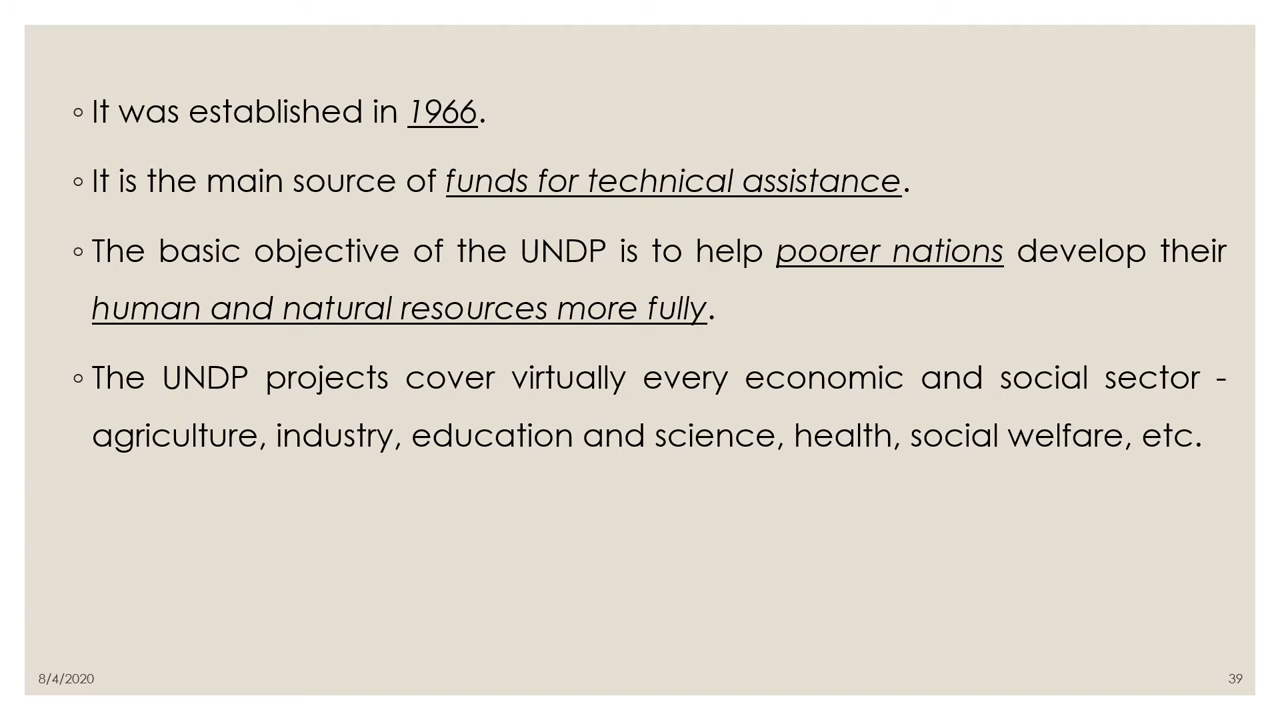 ◦ It was established in 1966.
◦ It is the main source of funds for technical assistance.
◦ The basic objective of the UNDP is to help poorer nations develop their
human and natural resources more fully.
◦ The UNDP projects cover virtually every economic and social sector -
agriculture, industry, education and science, health, social welfare, etc.
8/4/2020
39